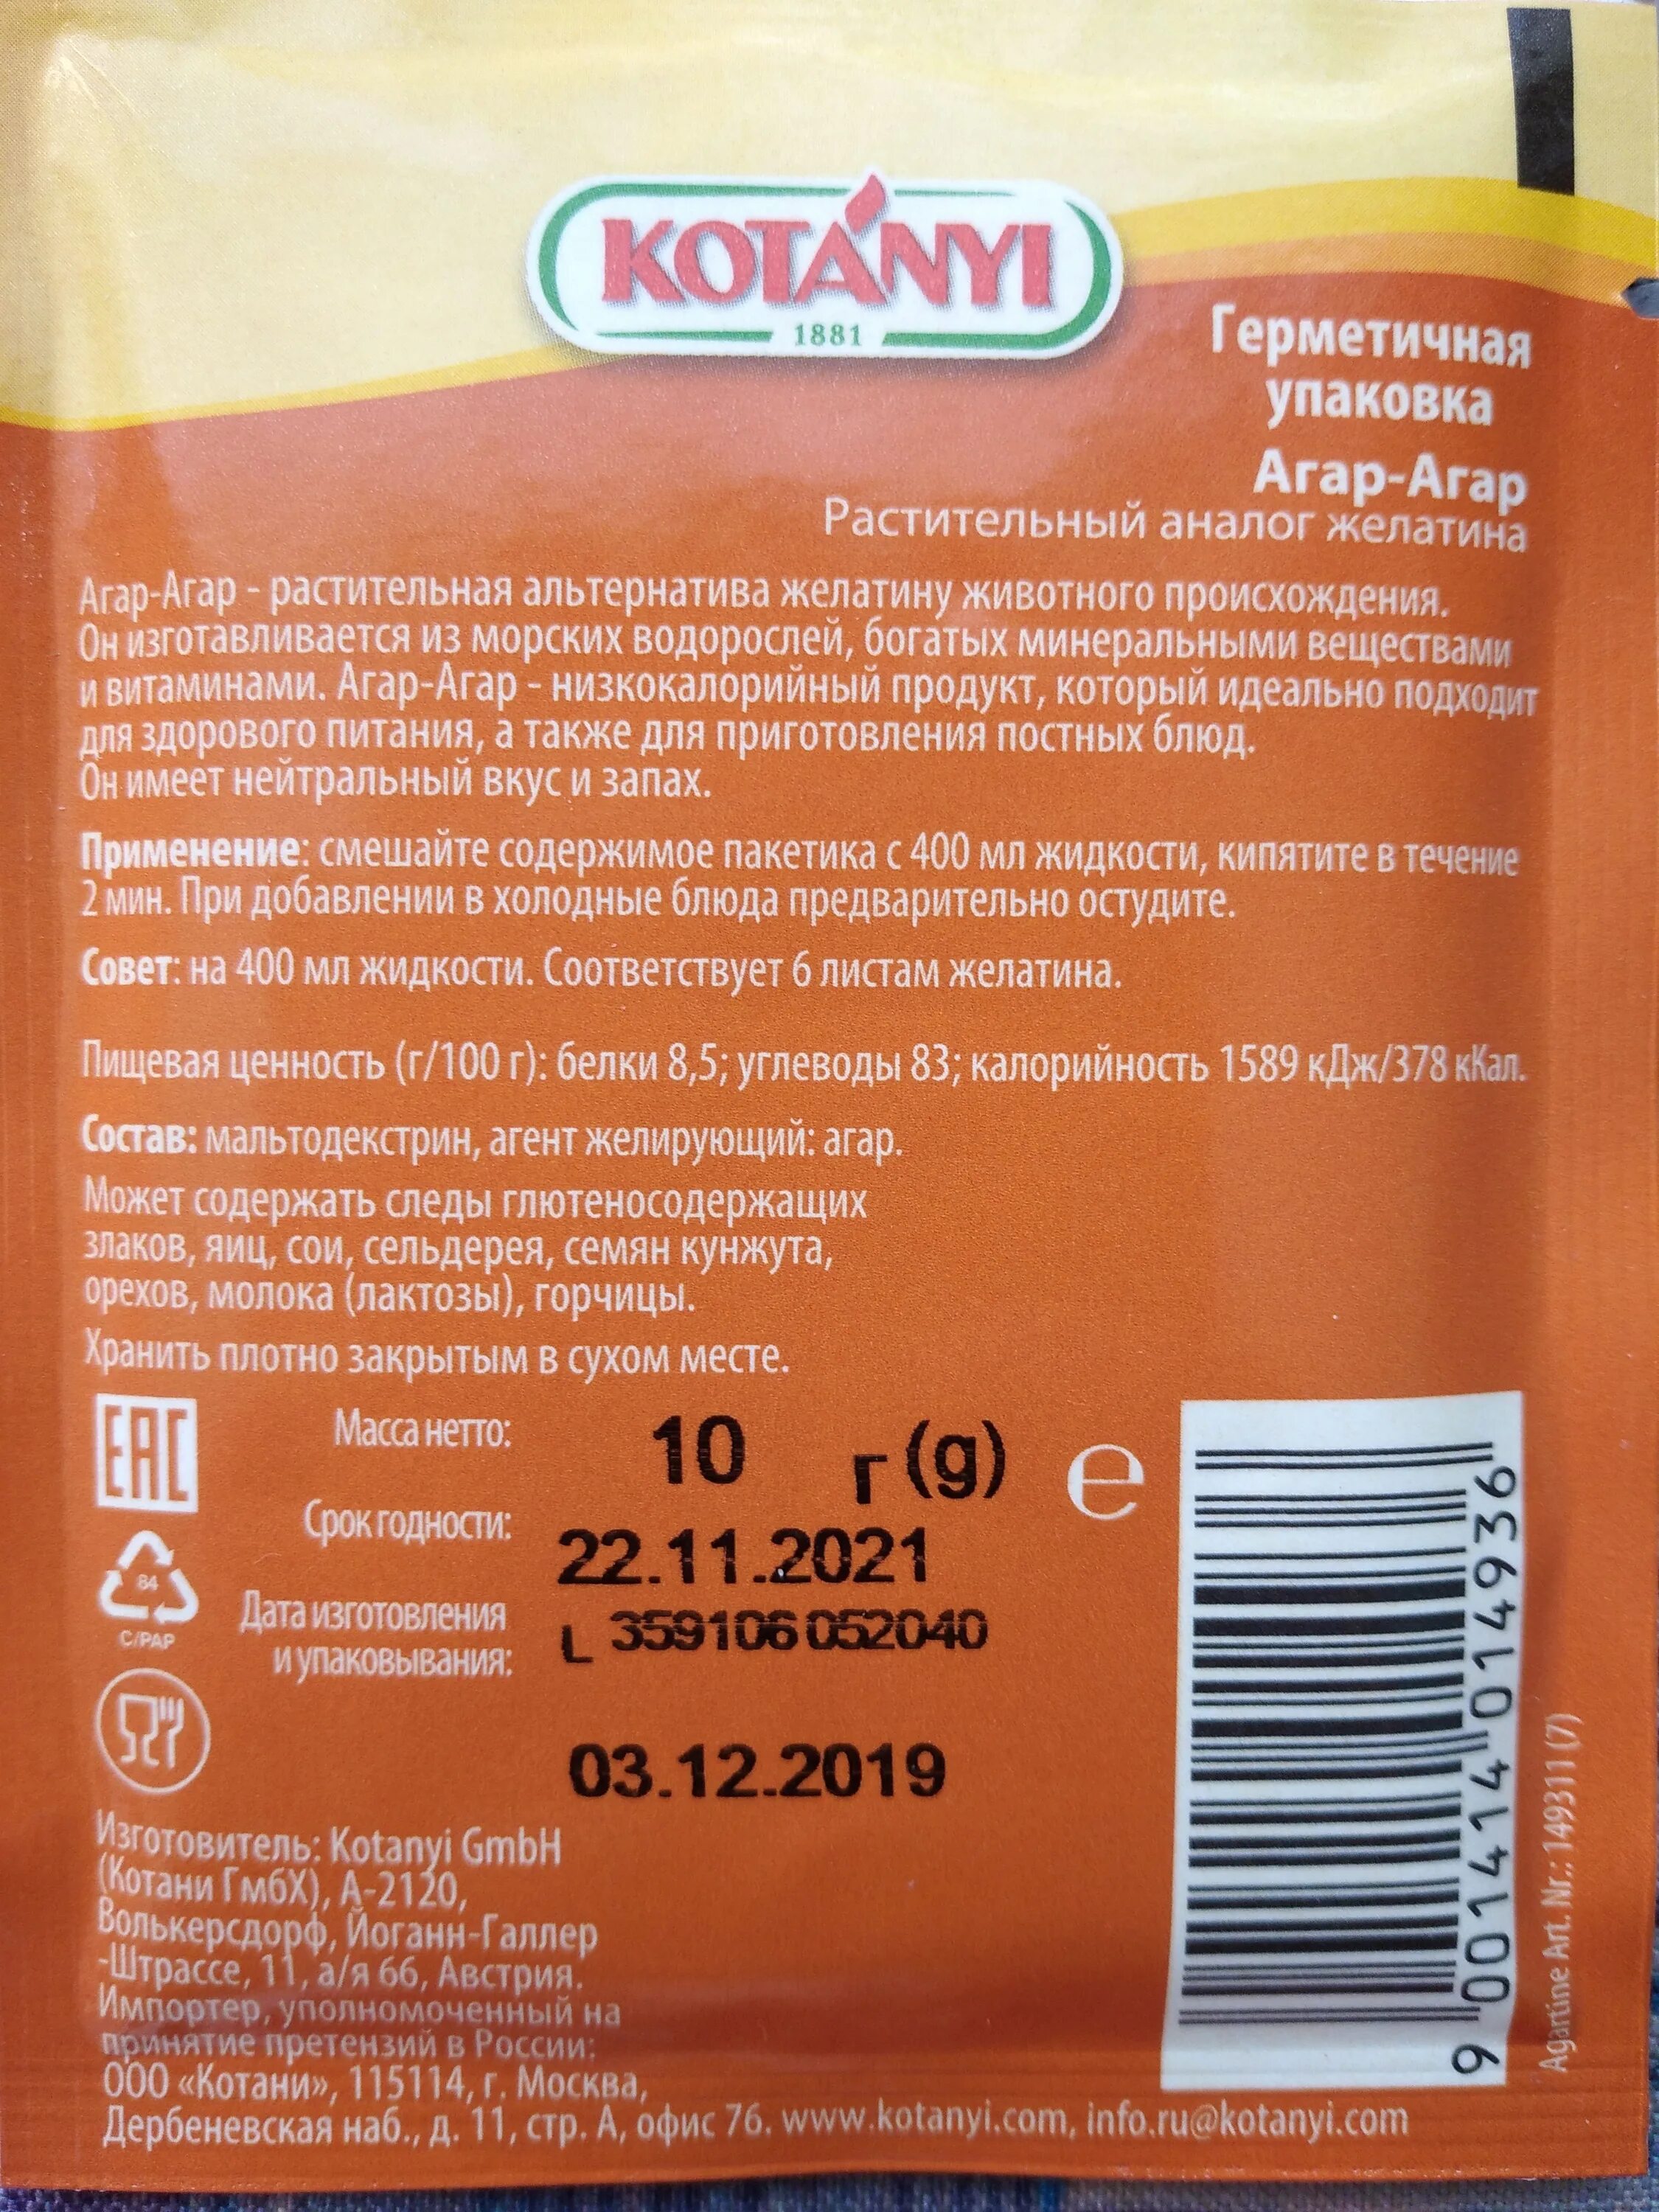 KOTÁNYI
1881
Герметичная
упаковка
Агар-Агар
Растительный аналог желатина
Агар-Агар - растительная альтернатива желатину животного происхождения.
Он изготавливается из морских водорослей, богатых минеральными веществами
и витаминами. Агар-Агар - низкокалорийный продукт, который идеально подходит
для здорового питания, а также для приготовления постных блюд.
Он имеет нейтральный вкус и запах.
Применение: смешайте содержимое пакетика с 400 мл жидкости, кипятите в течение
2 мин. При добавлении в холодные блюда предварительно остудите.
Совет: на 400 мл жидкости. Соответствует 6 листам желатина.
Пищевая ценность (г/100 г): белки 8,5; углеводы 83; калорийность 1589 кДж/378 кКал.
Состав: мальтодекстрин, агент желирующий: агар.
Может содержать следы глютеносодержащих
злаков, яиц, сои, сельдерея, семян кунжута,
орехов, молока (лактозы), горчицы.
Хранить плотно закрытым в сухом месте.
EAC
Масса нетто: 10 г (g) e
Срок годности: 22.11.2021
84
C/PAP
Дата изготовления
и упаковывания:
L 359106 052040
03.12.2019
Изготовитель: Kotanyi GmbH
(Котани ГмбХ), А-2120,
Волькерсдорф, Йоганн-Галлер
-Штрассе, 11, а/я 66, Австрия.
Импортер, уполномоченный на
принятие претензий в России:
ООО «Котани», 115114, г. Москва,
Дербеневская наб., д. 11, стр. А, офис 76. www.kotanyi.com, info.ru@kotanyi.com
9 001414 014936
Agartine Art. Nr.: 149311 (7)